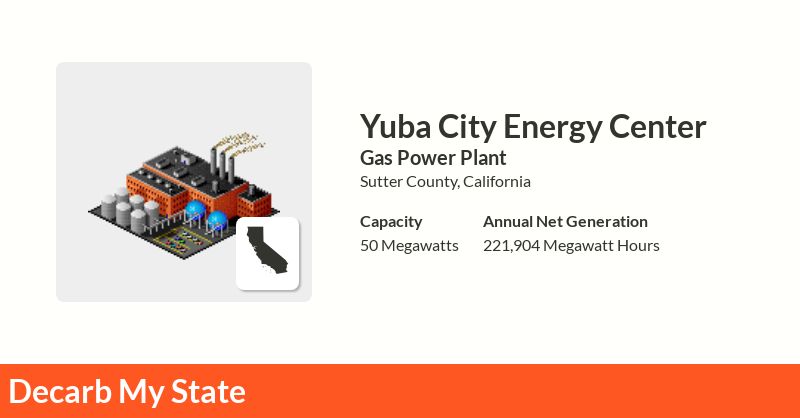 Yuba City Energy Center
Gas Power Plant
Sutter County, California
Capacity
50 Megawatts
Annual Net Generation
221,904 Megawatt Hours
Decarb My State